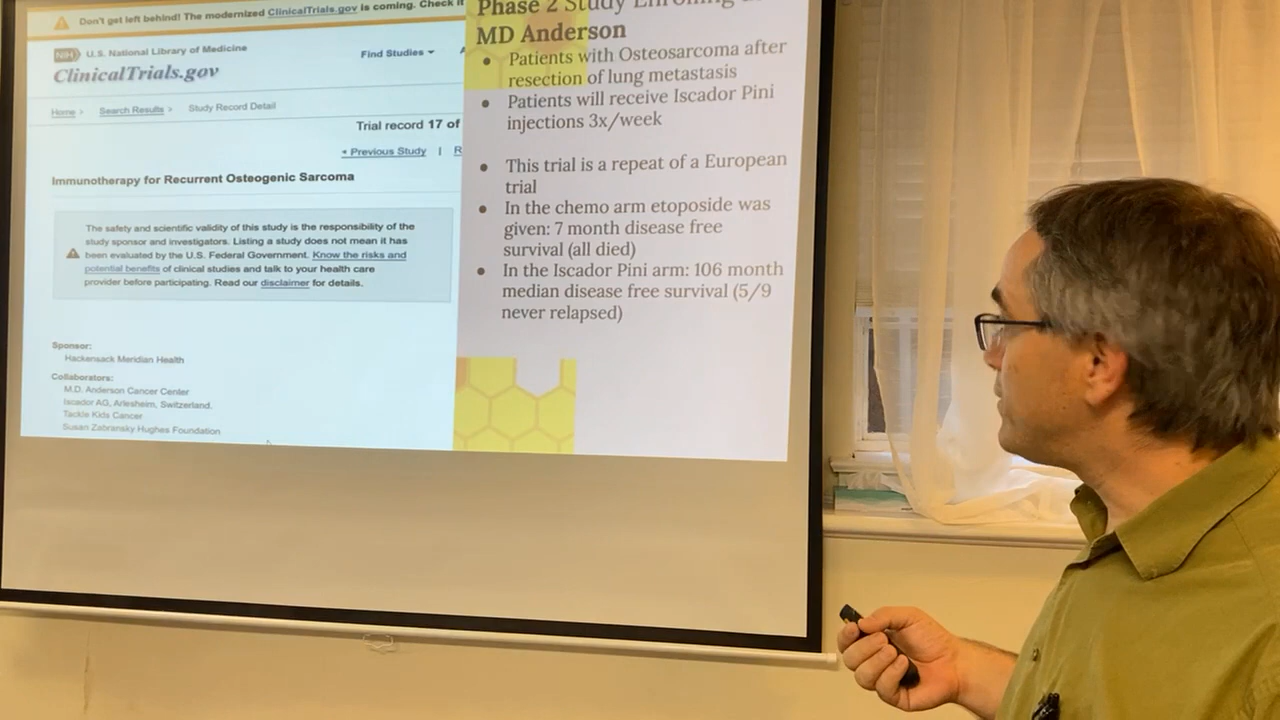 Don't get left behind! The modernized ClinicalTrials.gov is coming. Check it
NIH U.S. National Library of Medicine
ClinicalTrials.gov
Find Studies
Home > Search Results > Study Record Detail
Trial record 17 of
Previous Study | R
Immunotherapy for Recurrent Osteogenic Sarcoma
The safety and scientific validity of this study is the responsibility of the
study sponsor and investigators. Listing a study does not mean it has
been evaluated by the U.S. Federal Government. Know the risks and
potential benefits of clinical studies and talk to your health care
provider before participating. Read our disclaimer for details.
Sponsor:
Hackensack Meridian Health
Collaborators:
M.D. Anderson Cancer Center
Iscador AG, Arlesheim, Switzerland.
Tackle Kids Cancer
Susan Zabransky Hughes Foundation
Phase 2 Study Enrolling
MD Anderson
• Patients with Osteosarcoma after
resection of lung metastasis
• Patients will receive Iscador Pini
injections 3x/week
• This trial is a repeat of a European
trial
• In the chemo arm etoposide was
given: 7 month disease free
survival (all died)
• In the Iscador Pini arm: 106 month
median disease free survival (5/9
never relapsed)